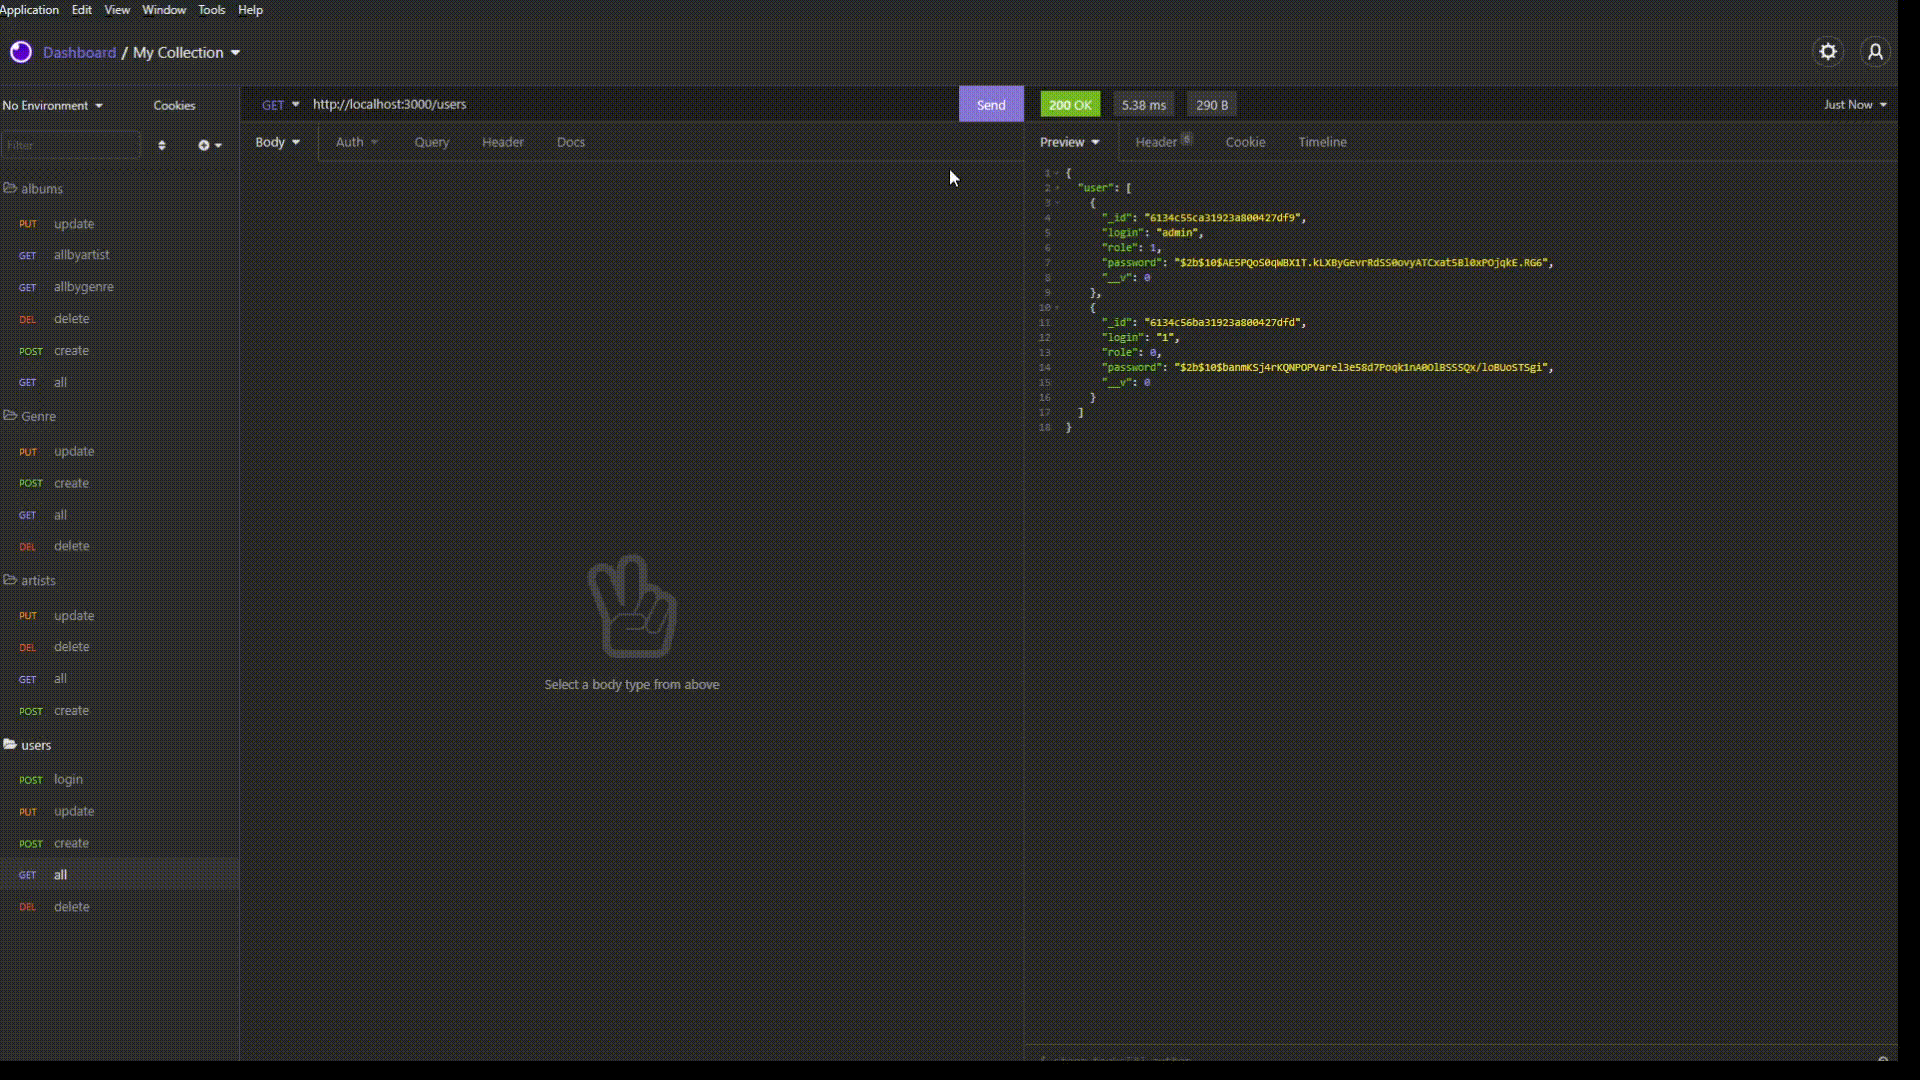 Application Edit View Window Tools Help
Dashboard / My Collection
No Environment Cookies
Filter
albums
PUT update
GET allbyartist
GET allbygenre
DEL delete
POST create
GET all
Genre
PUT update
POST create
GET all
DEL delete
artists
PUT update
DEL delete
GET all
POST create
users
POST login
PUT update
POST create
GET all
DEL delete
GET http://localhost:3000/users Send
Body Auth Query Header Docs
Select a body type from above
200 OK 5.38 ms 290 B Just Now
Preview Header 6 Cookie Timeline
1 {
2 "user": [
3 {
4 "_id": "6134c55ca31923a800427df9",
5 "login": "admin",
6 "role": 1,
7 "password": "$2b$10$AE5PQoS0qWBX1T.kLXByGevrRdSS0ovyATCxat5Bl0xPOjqkE.RG6",
8 "__v": 0
9 },
10 {
11 "_id": "6134c56ba31923a800427dfd",
12 "login": "1",
13 "role": 0,
14 "password": "$2b$10$banmKSj4rKQNPOPVarel3e58d7Poqk1nA0OlBSSSQx/loBUoSTSgi",
15 "__v": 0
16 }
17 ]
18 }